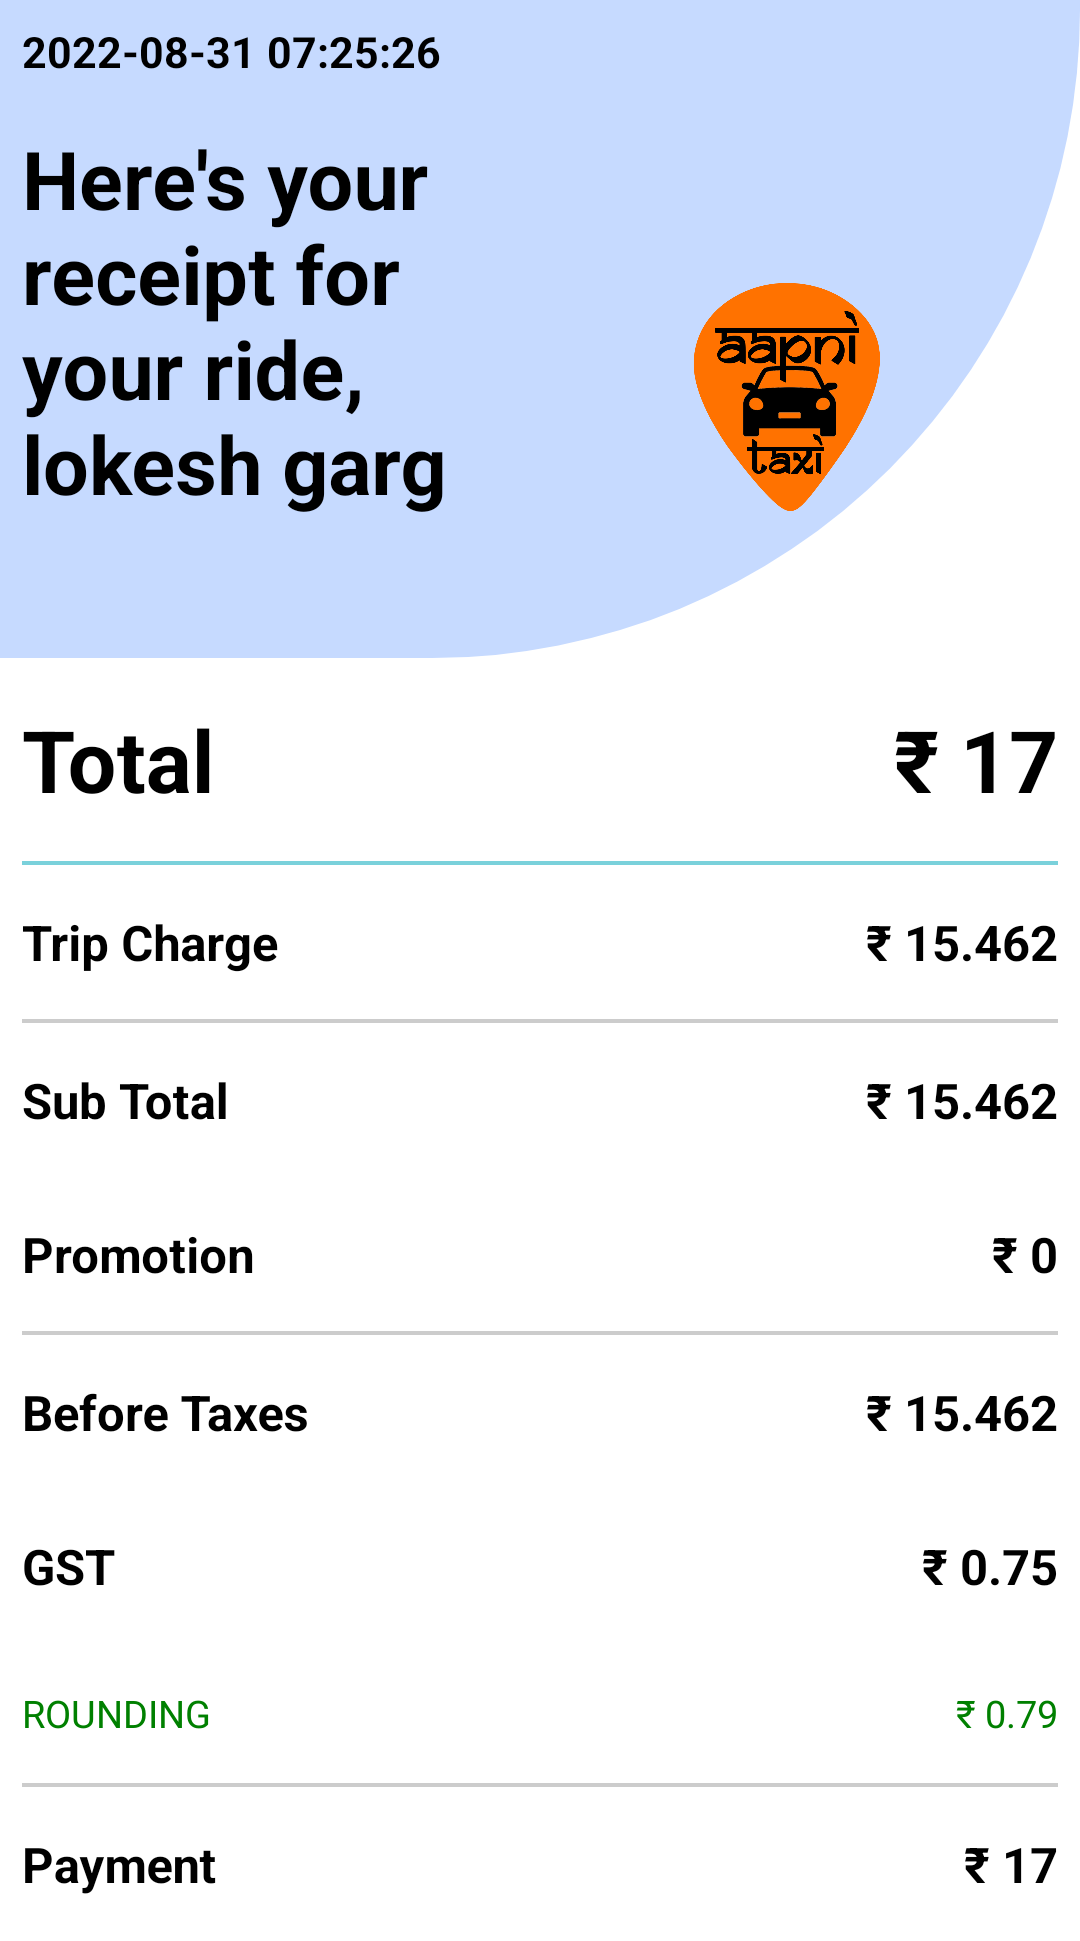 2022-08-31 07:25:26
Here's your
receipt for
your ride,
lokesh garg
aapni
taxi
Total ₹ 17
Trip Charge ₹ 15.462
Sub Total ₹ 15.462
Promotion ₹ 0
Before Taxes ₹ 15.462
GST ₹ 0.75
ROUNDING ₹ 0.79
Payment ₹ 17